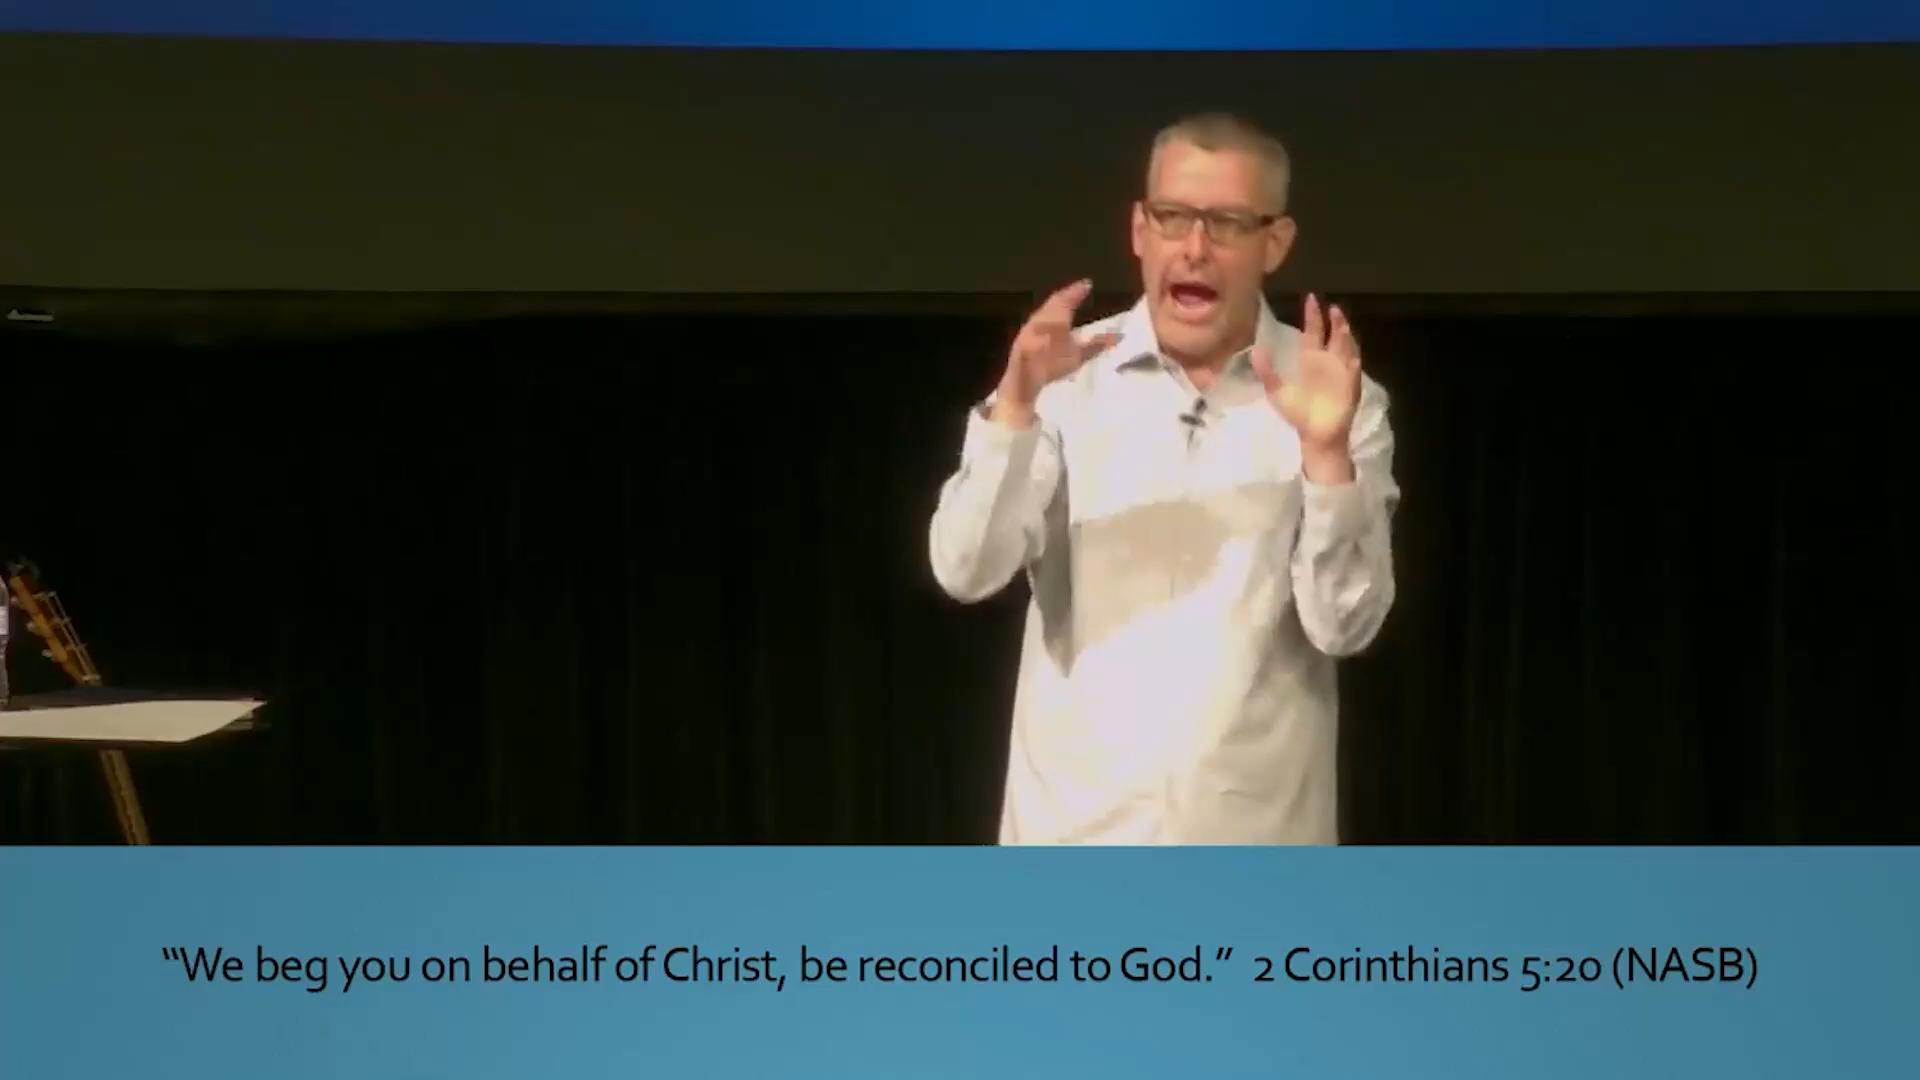 “We beg you on behalf of Christ, be reconciled to God.” 2 Corinthians 5:20 (NASB)